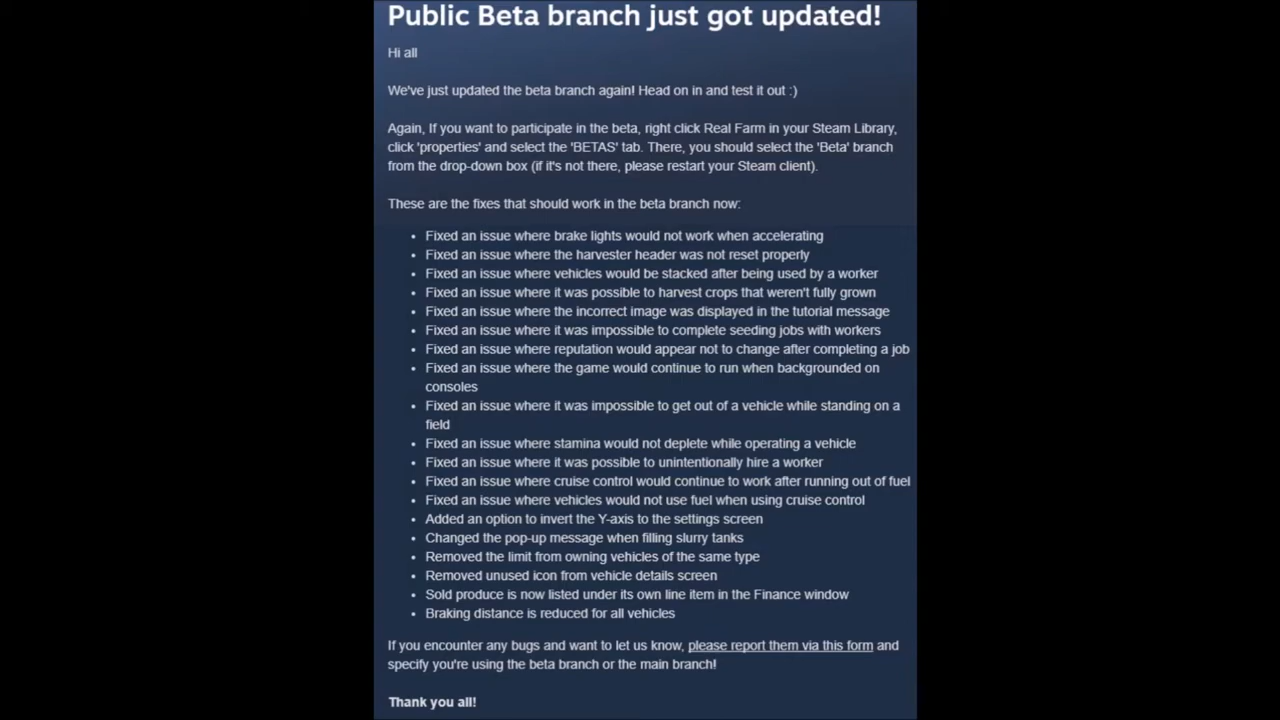 Public Beta branch just got updated!
Hi all
We've just updated the beta branch again! Head on in and test it out :)
Again, If you want to participate in the beta, right click Real Farm in your Steam Library,
click 'properties' and select the 'BETAS' tab. There, you should select the 'Beta' branch
from the drop-down box (if it's not there, please restart your Steam client).
These are the fixes that should work in the beta branch now:
• Fixed an issue where brake lights would not work when accelerating
• Fixed an issue where the harvester header was not reset properly
• Fixed an issue where vehicles would be stacked after being used by a worker
• Fixed an issue where it was possible to harvest crops that weren't fully grown
• Fixed an issue where the incorrect image was displayed in the tutorial message
• Fixed an issue where it was impossible to complete seeding jobs with workers
• Fixed an issue where reputation would appear not to change after completing a job
• Fixed an issue where the game would continue to run when backgrounded on
consoles
• Fixed an issue where it was impossible to get out of a vehicle while standing on a
field
• Fixed an issue where stamina would not deplete while operating a vehicle
• Fixed an issue where it was possible to unintentionally hire a worker
• Fixed an issue where cruise control would continue to work after running out of fuel
• Fixed an issue where vehicles would not use fuel when using cruise control
• Added an option to invert the Y-axis to the settings screen
• Changed the pop-up message when filling slurry tanks
• Removed the limit from owning vehicles of the same type
• Removed unused icon from vehicle details screen
• Sold produce is now listed under its own line item in the Finance window
• Braking distance is reduced for all vehicles
If you encounter any bugs and want to let us know, please report them via this form and
specify you're using the beta branch or the main branch!
Thank you all!